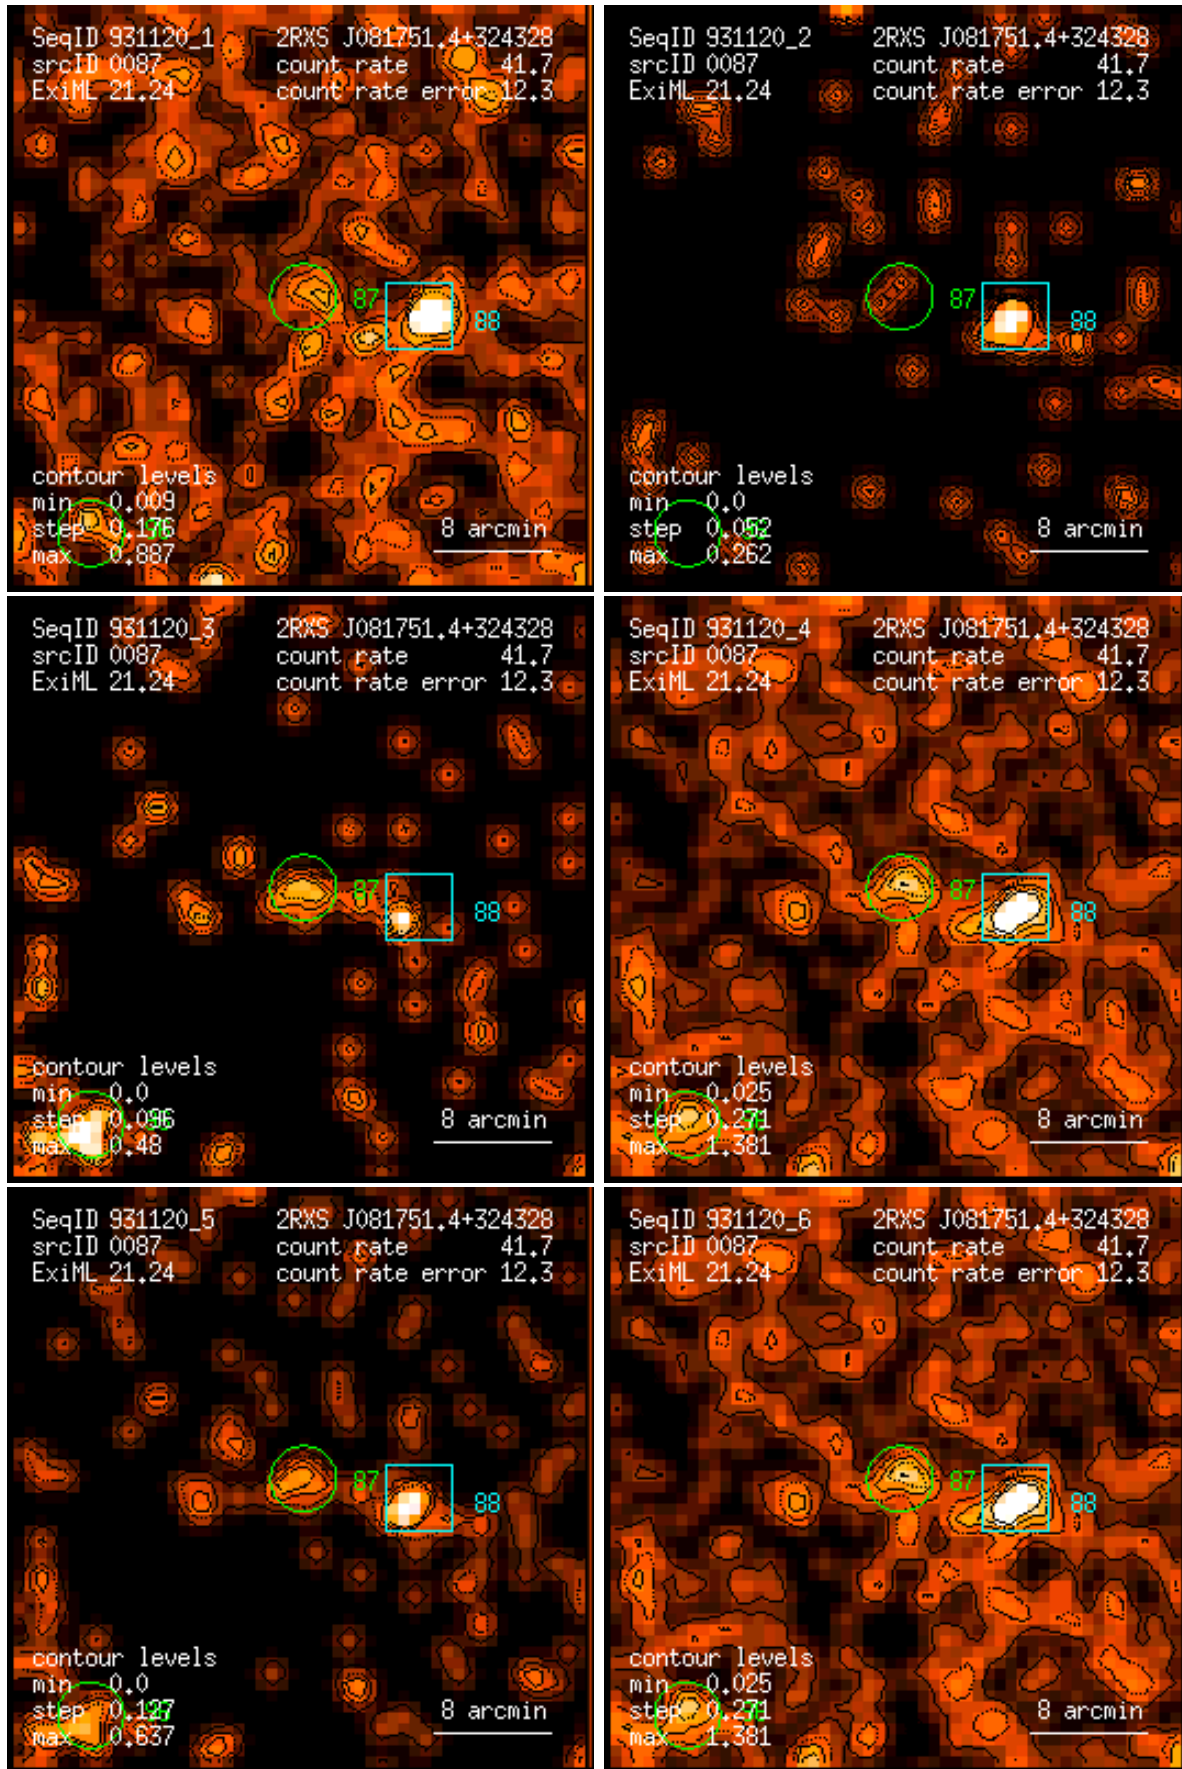 SeqID 931120_1 2RXS J081751.4+324328
srcID 0087 count rate 41.7
ExiML 21.24 count rate error 12.3
87
88
contour levels
min 0.009
step 0.176
max 0.887
8 arcmin
SeqID 931120_2 2RXS J081751.4+324328
srcID 0087 count rate 41.7
ExiML 21.24 count rate error 12.3
87
88
contour levels
min 0.0
step 0.052
max 0.262
8 arcmin
SeqID 931120_3 2RXS J081751.4+324328
srcID 0087 count rate 41.7
ExiML 21.24 count rate error 12.3
87
88
contour levels
min 0.0
step 0.096
max 0.48
8 arcmin
SeqID 931120_4 2RXS J081751.4+324328
srcID 0087 count rate 41.7
ExiML 21.24 count rate error 12.3
87
88
contour levels
min 0.025
step 0.271
max 1.381
8 arcmin
SeqID 931120_5 2RXS J081751.4+324328
srcID 0087 count rate 41.7
ExiML 21.24 count rate error 12.3
87
88
contour levels
min 0.0
step 0.127
max 0.637
8 arcmin
SeqID 931120_6 2RXS J081751.4+324328
srcID 0087 count rate 41.7
ExiML 21.24 count rate error 12.3
87
88
contour levels
min 0.025
step 0.271
max 1.381
8 arcmin